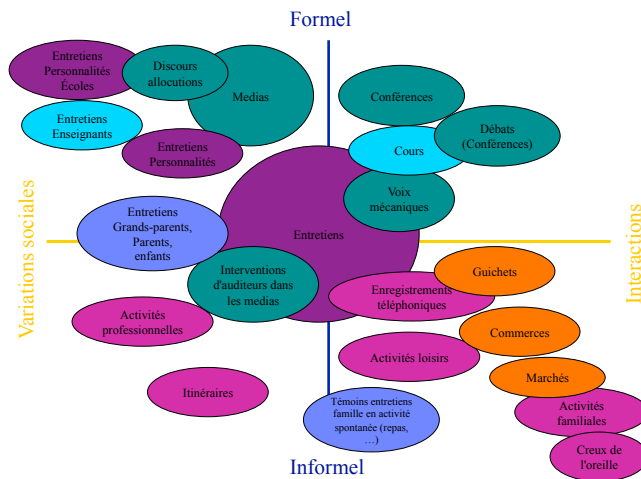 Formel
Entretiens
Personnalités
Écoles
Discours
allocutions
Medias
Conférences
Entretiens
Enseignants
Débats
(Conférences)
Cours
Entretiens
Personnalités
Voix
mécaniques
Variations sociales
Interactions
Entretiens
Grands-parents,
Parents,
enfants
Entretiens
Interventions
d'auditeurs dans
les medias
Guichets
Enregistrements
téléphoniques
Activités
professionnelles
Commerces
Activités loisirs
Marchés
Itinéraires
Témoins entretiens
famille en activité
spontanée (repas,
…)
Activités
familiales
Creux de
l'oreille
Informel